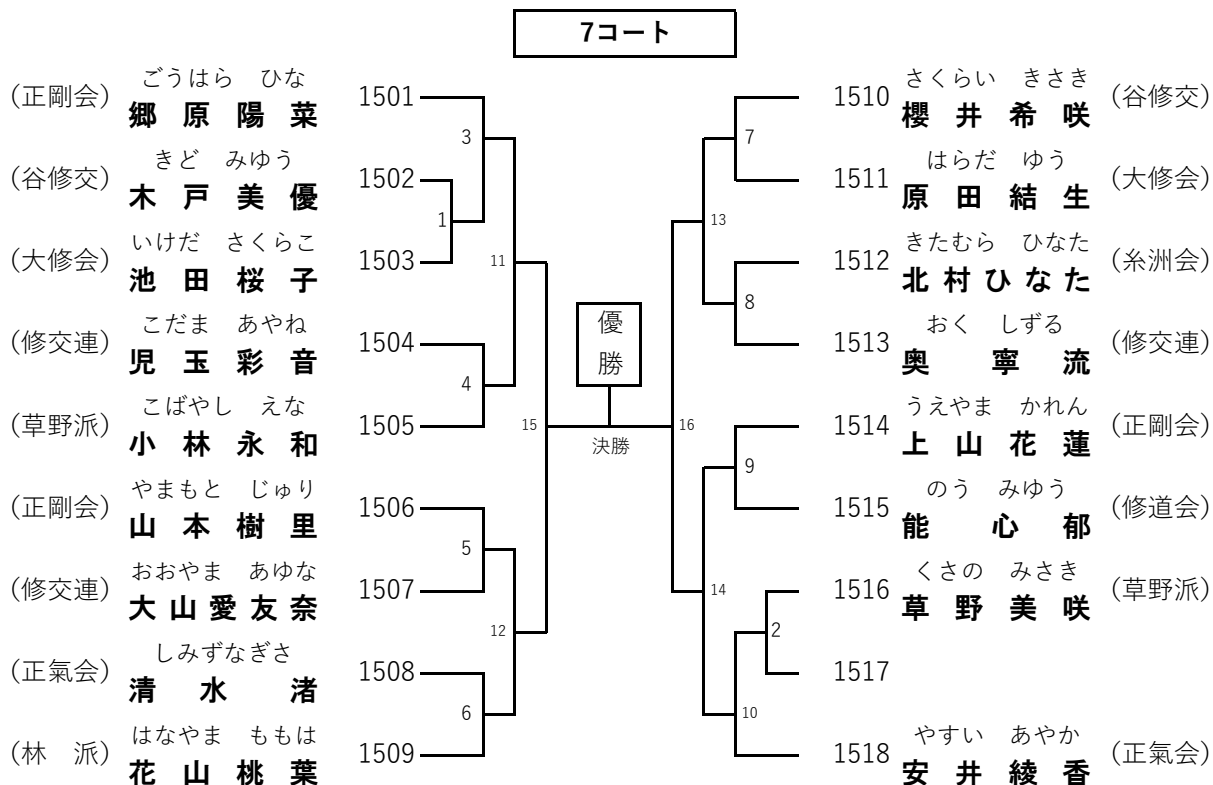 7コート
ごうはら ひな
(正剛会) 郷原陽菜 1501
きど みゆう
(谷修交) 木戸美優 1502
いけだ さくらこ
(大修会) 池田桜子 1503
こだま あやね
(修交連) 児玉彩音 1504
こばやし えな
(草野派) 小林永和 1505
やまもと じゅり
(正剛会) 山本樹里 1506
おおやま あゆな
(修交連) 大山愛友奈 1507
しみずなぎさ
(正氣会) 清水渚 1508
はなやま ももは
(林 派) 花山桃葉 1509
3
1
11
4
15
5
12
6
優
勝
決勝
7
13
8
16
9
14
2
10
さくらい きさき
1510 櫻井希咲 (谷修交)
はらだ ゆう
1511 原田結生 (大修会)
きたむら ひなた
1512 北村ひなた (糸洲会)
おく しずる
1513 奥寧流 (修交連)
うえやま かれん
1514 上山花蓮 (正剛会)
のう みゆう
1515 能心郁 (修道会)
くさの みさき
1516 草野美咲 (草野派)
1517
やすい あやか
1518 安井綾香 (正氣会)